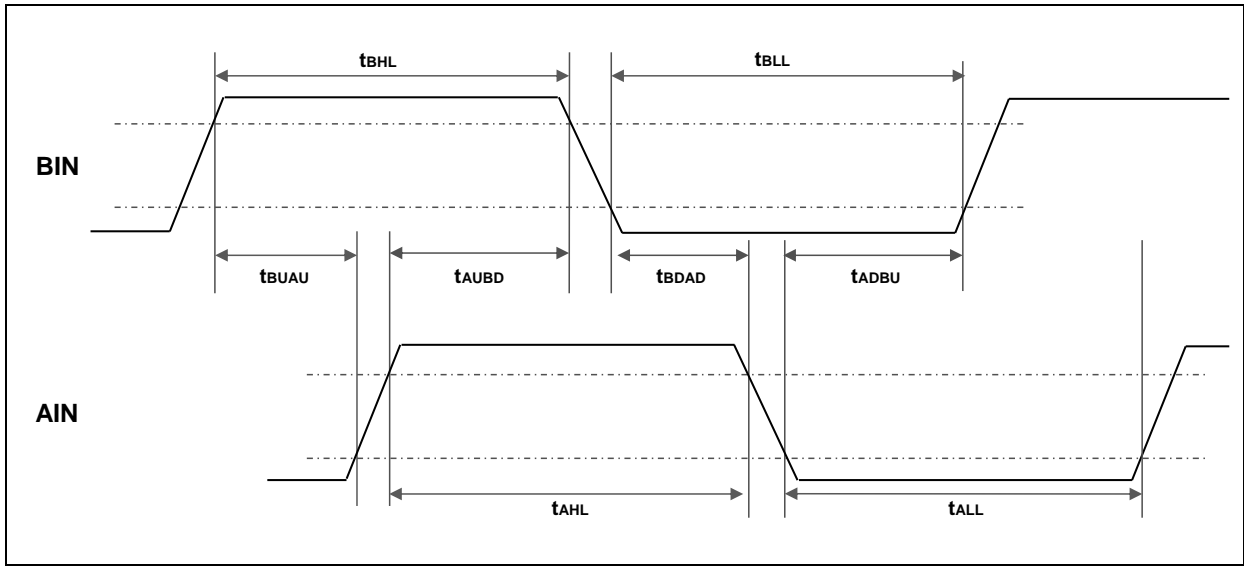 tBHL tBLL
BIN
tBUAU tAUBD tBDAD tADBU
AIN
tAHL tALL